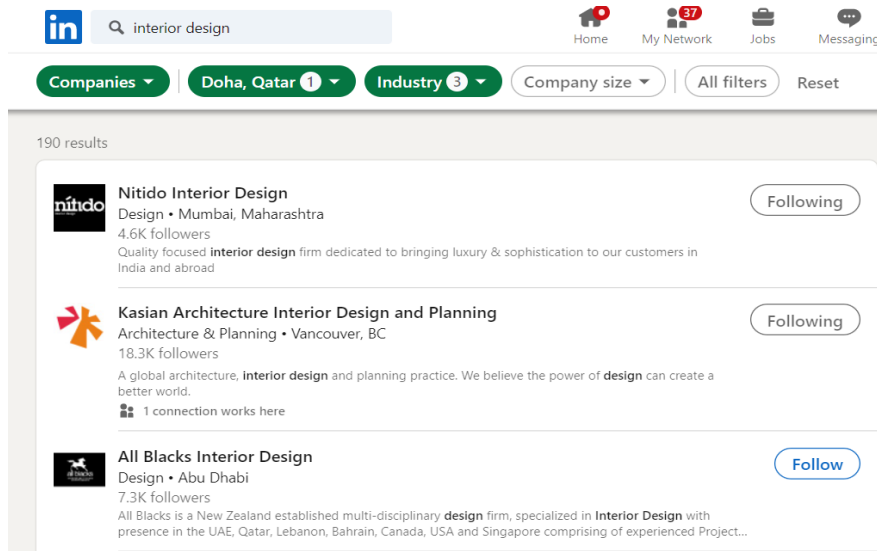 in interior design
Home My Network 37 Jobs Messaging
Companies Doha, Qatar 1 Industry 3 Company size All filters Reset
190 results
nítido
Nitido Interior Design
Design • Mumbai, Maharashtra
4.6K followers
Quality focused interior design firm dedicated to bringing luxury & sophistication to our customers in
India and abroad
Following
Kasian Architecture Interior Design and Planning
Architecture & Planning • Vancouver, BC
18.3K followers
A global architecture, interior design and planning practice. We believe the power of design can create a
better world.
1 connection works here
Following
all blacks
All Blacks Interior Design
Design • Abu Dhabi
7.3K followers
All Blacks is a New Zealand established multi-disciplinary design firm, specialized in Interior Design with
presence in the UAE, Qatar, Lebanon, Bahrain, Canada, USA and Singapore comprising of experienced Project...
Follow